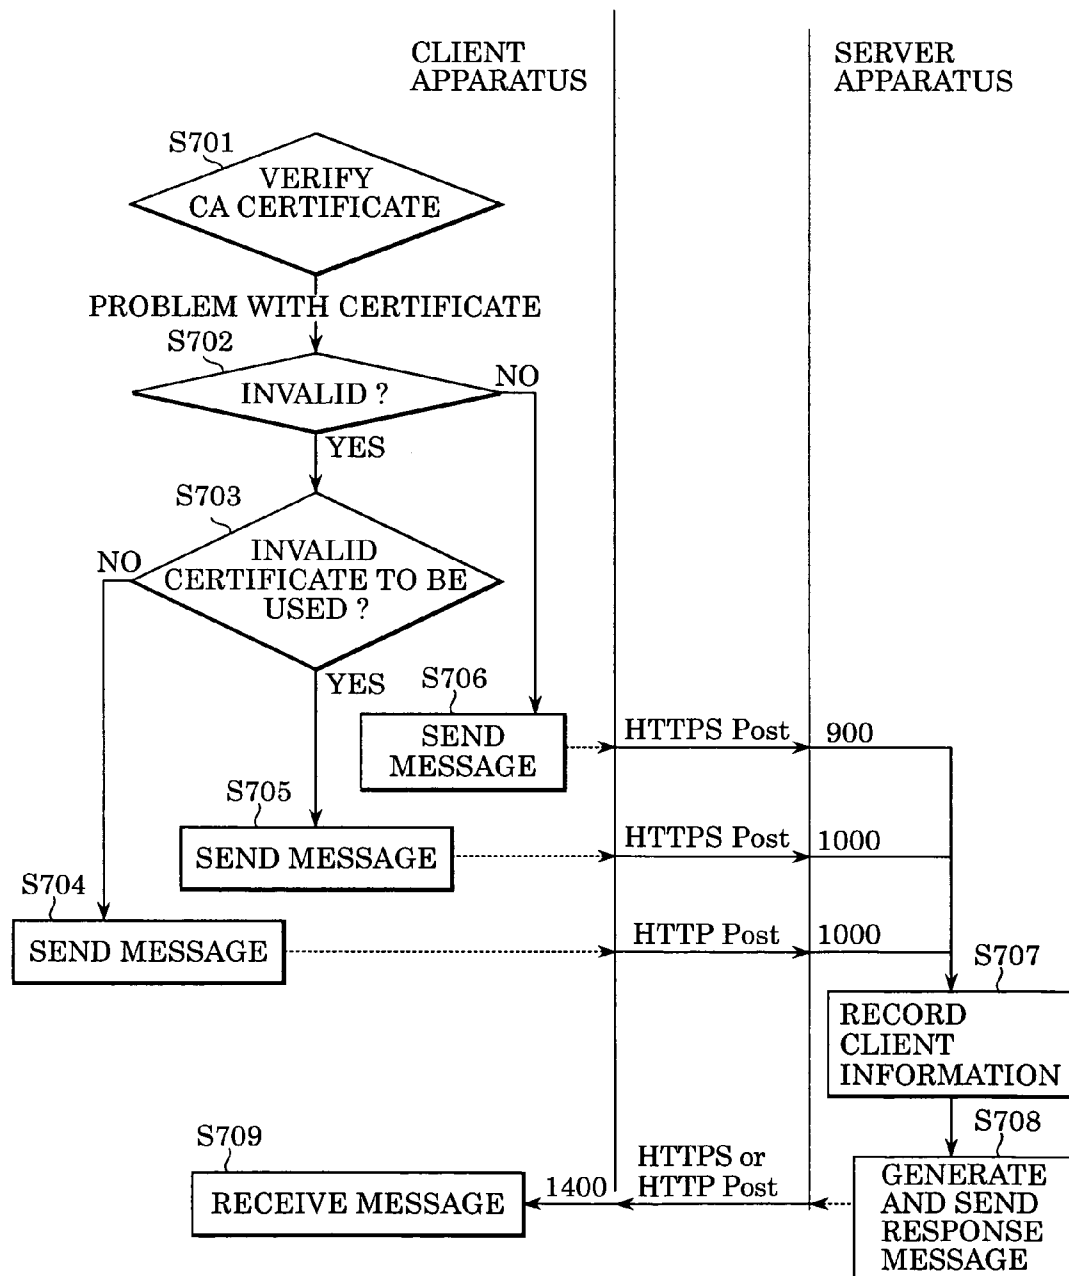 CLIENT
APPARATUS
SERVER
APPARATUS
S701
VERIFY
CA CERTIFICATE
PROBLEM WITH CERTIFICATE
S702
INVALID ?
NO
YES
S703
INVALID
CERTIFICATE TO BE
USED ?
NO
YES
S706
SEND
MESSAGE
HTTPS Post
900
S705
SEND MESSAGE
HTTPS Post
1000
S704
SEND MESSAGE
HTTP Post
1000
S707
RECORD
CLIENT
INFORMATION
S708
GENERATE
AND SEND
RESPONSE
MESSAGE
HTTPS or
HTTP Post
1400
S709
RECEIVE MESSAGE